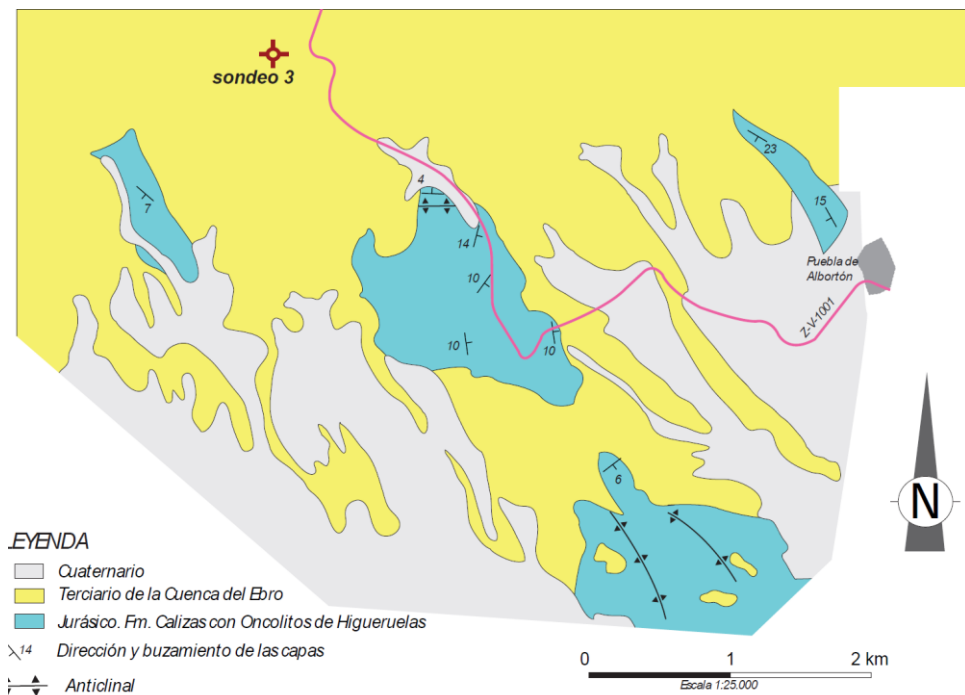 sondeo 3
4
23
7
15
14
10
10
10
Puebla de
Albortón
Z-V-1001
6
N
LEYENDA
Cuaternario
Terciario de la Cuenca del Ebro
Jurásico. Fm. Calizas con Oncolitos de Higueruelas
14 Dirección y buzamiento de las capas
Anticlinal
0 1 2 km
Escala 1:25.000